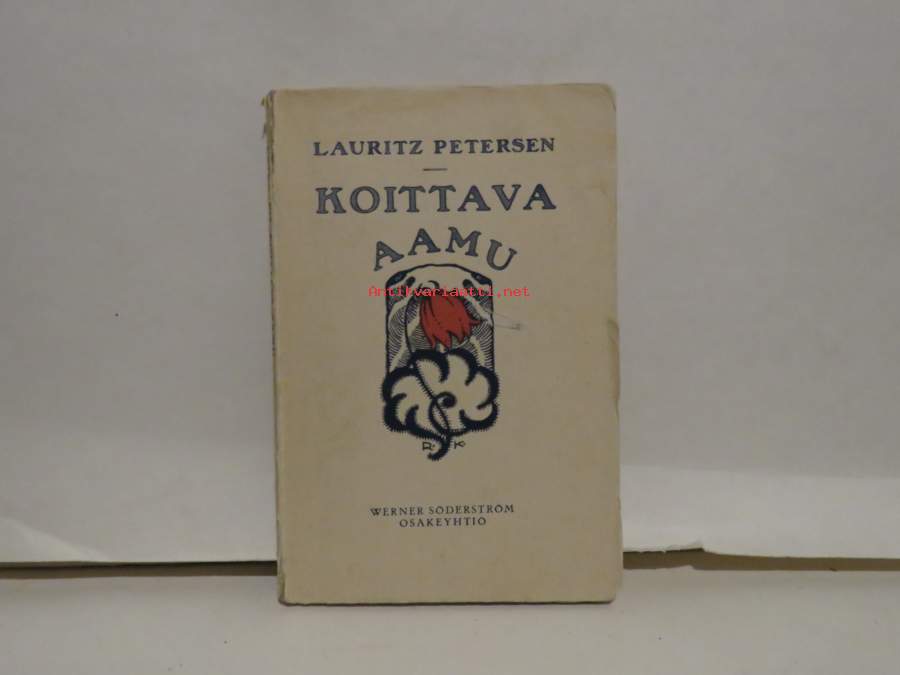 LAURITZ PETERSEN
KOITTAVA
AAMU
Antikvariaatti.net
R. K.
WERNER SÖDERSTRÖM
OSAKEYHTIÖ